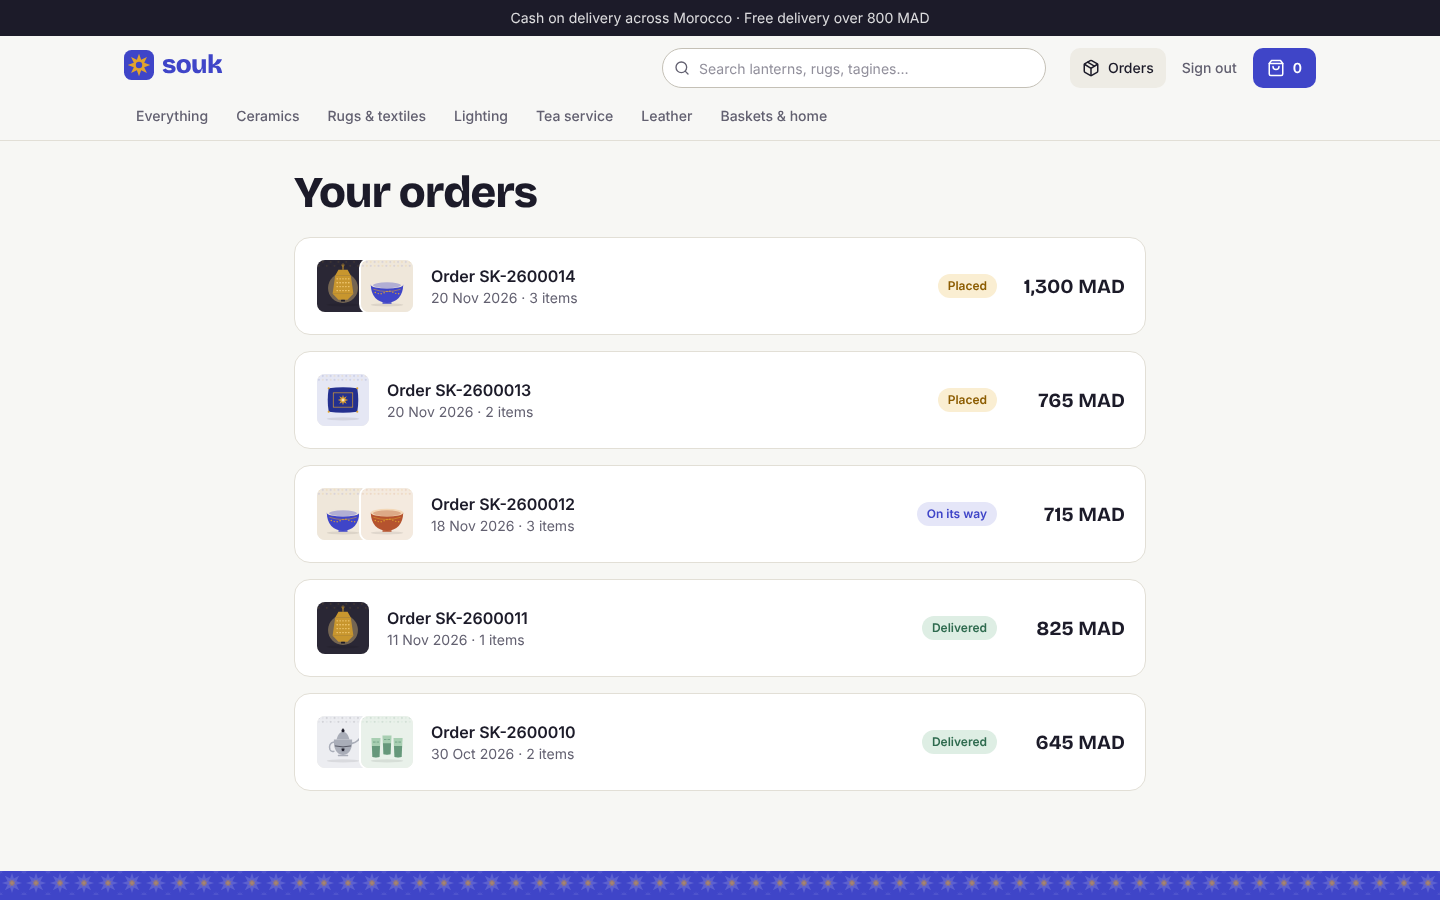 Cash on delivery across Morocco · Free delivery over 800 MAD
souk
Search lanterns, rugs, tagines...
Orders
Sign out
0
Everything
Ceramics
Rugs & textiles
Lighting
Tea service
Leather
Baskets & home
Your orders
Order SK-2600014
20 Nov 2026 · 3 items
Placed
1,300 MAD
Order SK-2600013
20 Nov 2026 · 2 items
Placed
765 MAD
Order SK-2600012
18 Nov 2026 · 3 items
On its way
715 MAD
Order SK-2600011
11 Nov 2026 · 1 items
Delivered
825 MAD
Order SK-2600010
30 Oct 2026 · 2 items
Delivered
645 MAD